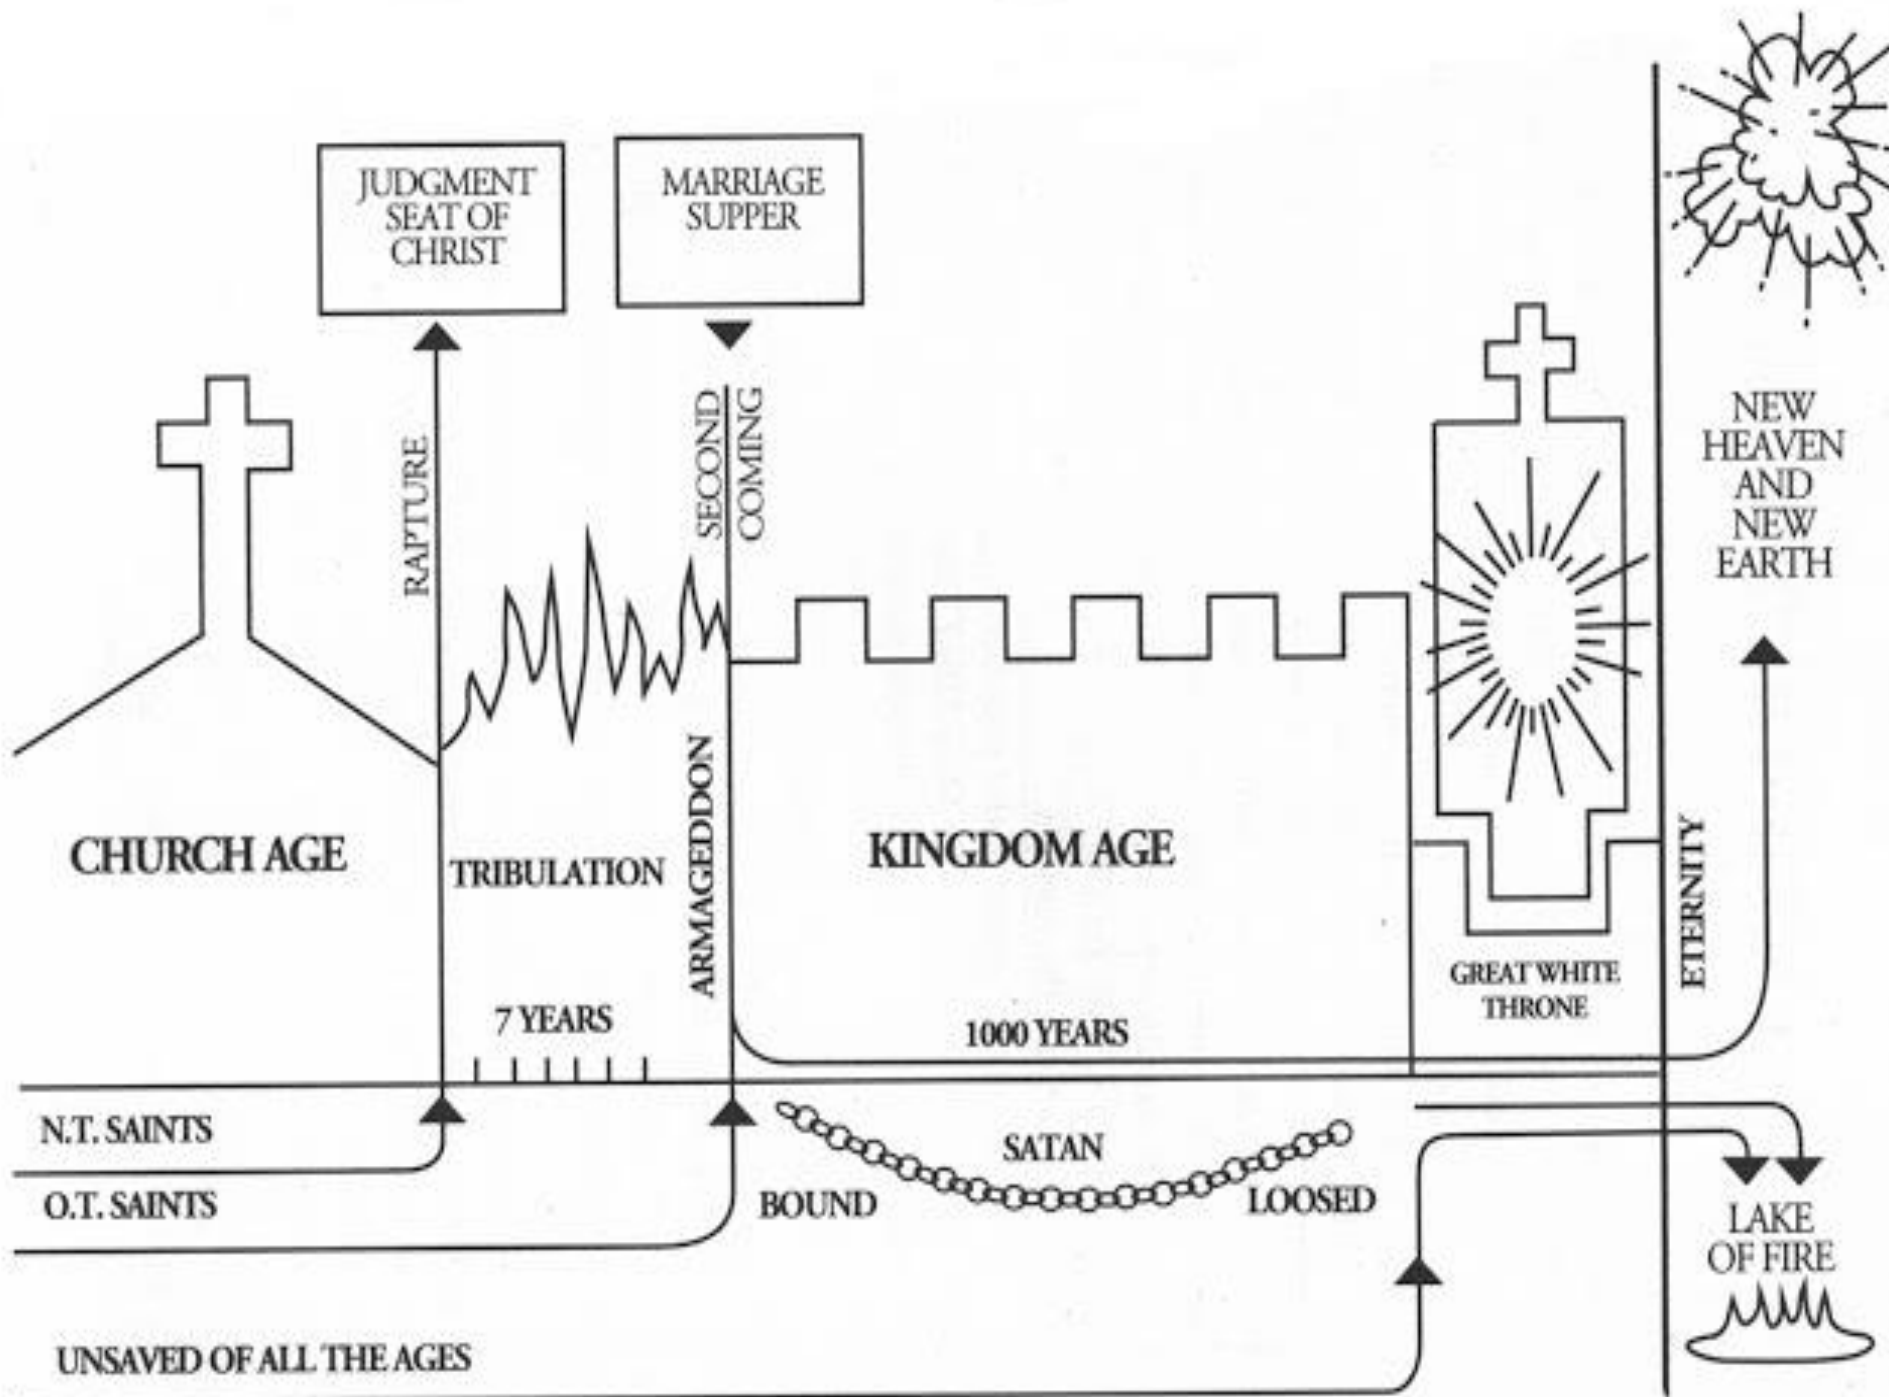 JUDGMENT
SEAT OF
CHRIST
MARRIAGE
SUPPER
RAPTURE
SECOND
COMING
NEW
HEAVEN
AND
NEW
EARTH
CHURCH AGE
TRIBULATION
ARMAGEDDON
KINGDOM AGE
GREAT WHITE
THRONE
ETERNITY
7 YEARS
1000 YEARS
N.T. SAINTS
O.T. SAINTS
SATAN
BOUND
LOOSED
LAKE
OF FIRE
UNSAVED OF ALL THE AGES